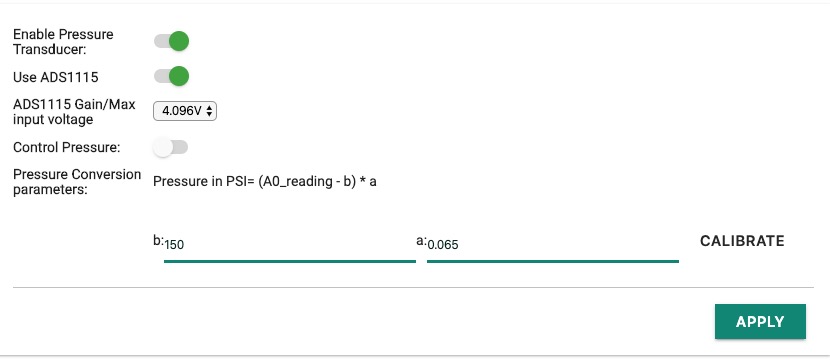 Enable Pressure
Transducer:
Use ADS1115
ADS1115 Gain/Max
input voltage
4.096V
Control Pressure:
Pressure Conversion
parameters:
Pressure in PSI= (A0_reading - b) * a
b:150
a:0.065
CALIBRATE
APPLY